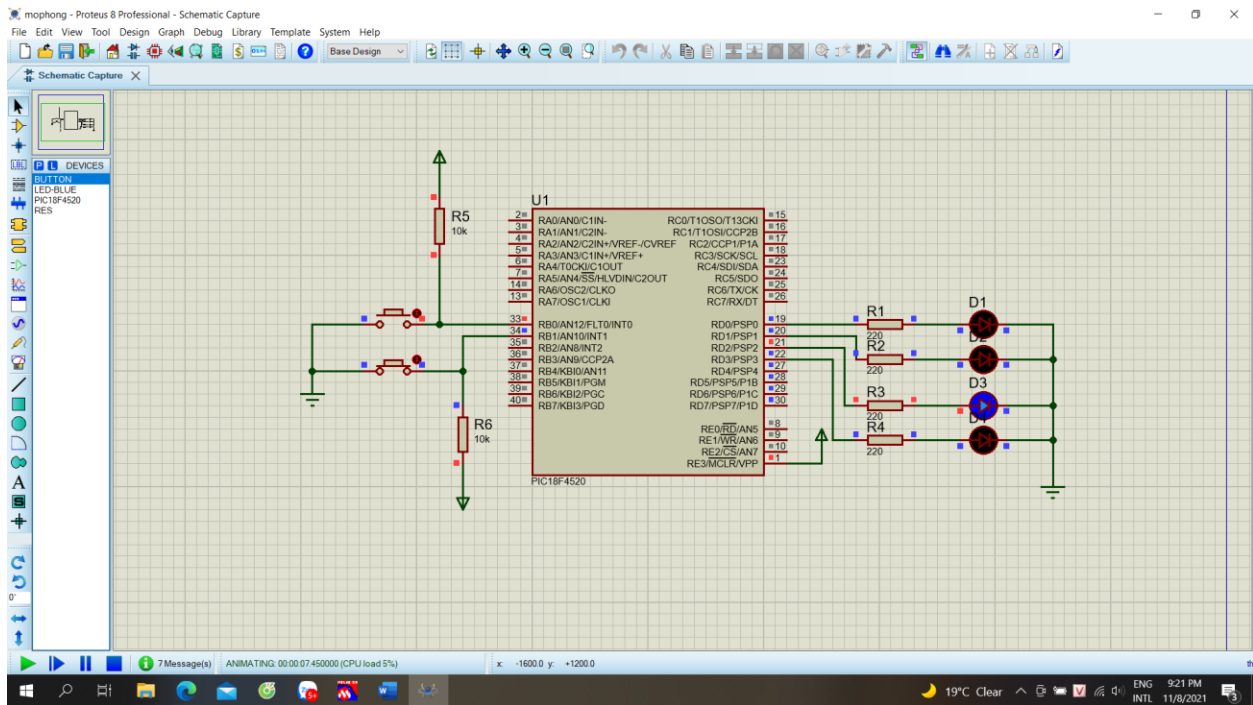 mophong - Proteus 8 Professional - Schematic Capture
File Edit View Tool Design Graph Debug Library Template System Help
Base Design
Schematic Capture
P L DEVICES
BUTTON
LED-BLUE
PIC18F4520
RES
R5
10k
R6
10k
U1
2 RA0/AN0/C1IN-
3 RA1/AN1/C2IN-
4 RA2/AN2/C2IN+/VREF-/CVREF
5 RA3/AN3/C1IN+/VREF+
6 RA4/T0CKI/C1OUT
7 RA5/AN4/SS/HLVDIN/C2OUT
14 RA6/OSC2/CLKO
13 RA7/OSC1/CLKI
33 RB0/AN12/FLT0/INT0
34 RB1/AN10/INT1
35 RB2/AN8/INT2
36 RB3/AN9/CCP2A
37 RB4/KBI0/AN11
38 RB5/KBI1/PGM
39 RB6/KBI2/PGC
40 RB7/KBI3/PGD
RC0/T1OSO/T13CKI 15
RC1/T1OSI/CCP2B 16
RC2/CCP1/P1A 17
RC3/SCK/SCL 18
RC4/SDI/SDA 23
RC5/SDO 24
RC6/TX/CK 25
RC7/RX/DT 26
RD0/PSP0 19
RD1/PSP1 20
RD2/PSP2 21
RD3/PSP3 22
RD4/PSP4 27
RD5/PSP5/P1B 28
RD6/PSP6/P1C 29
RD7/PSP7/P1D 30
RE0/RD/AN5 8
RE1/WR/AN6 9
RE2/CS/AN7 10
RE3/MCLR/VPP 1
PIC18F4520
R1
220
R2
220
R3
220
R4
220
D1
D2
D3
D4
0°
7 Message(s)
ANIMATING: 00:00:07.450000 (CPU load 5%)
x: -1600.0 y: +1200.0
th
19°C Clear
ENG
INTL
9:21 PM
11/8/2021
3